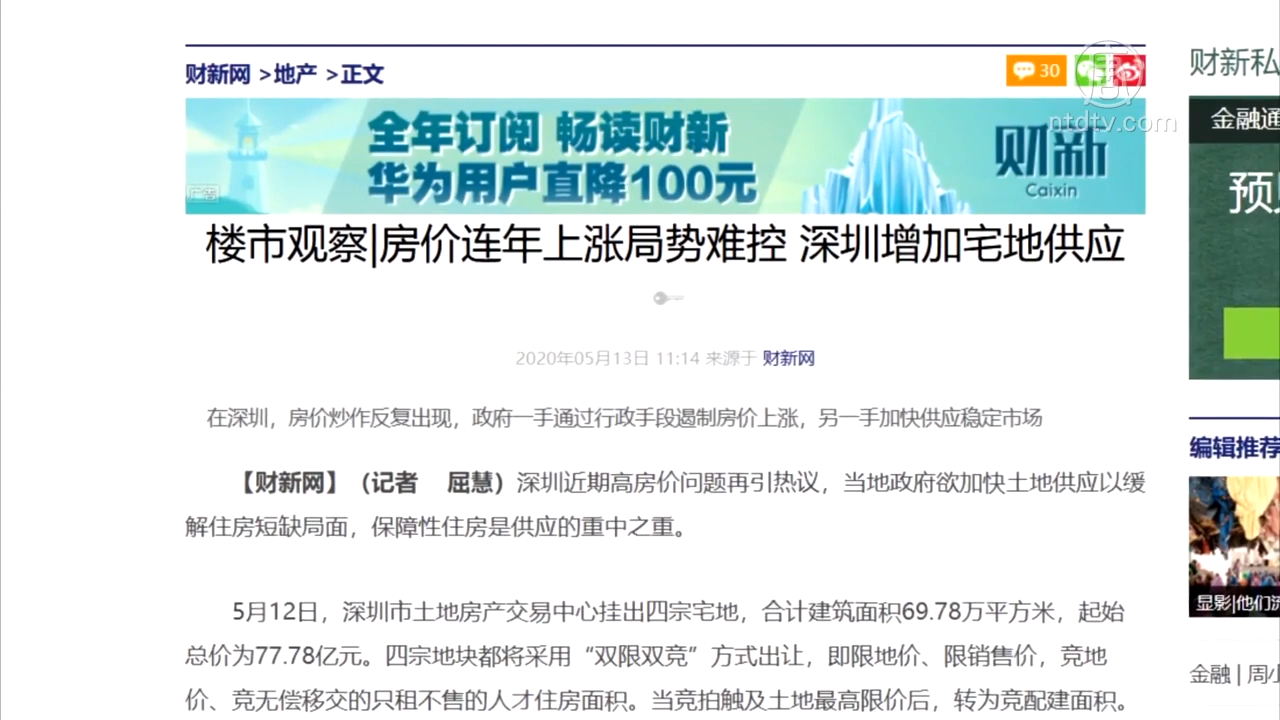 财新网 >地产 >正文
30
财新私
ntdtv.com
金融通
全年订阅 畅读财新
华为用户直降100元
财新
Caixin
广告
楼市观察|房价连年上涨局势难控 深圳增加宅地供应
2020年05月13日 11:14 来源于 财新网
在深圳，房价炒作反复出现，政府一手通过行政手段遏制房价上涨，另一手加快供应稳定市场
编辑推荐
【财新网】（记者 屈慧）深圳近期高房价问题再引热议，当地政府欲加快土地供应以缓
解住房短缺局面，保障性住房是供应的重中之重。
显影|他们
5月12日，深圳市土地房产交易中心挂出四宗宅地，合计建筑面积69.78万平方米，起始
总价为77.78亿元。四宗地块都将采用“双限双竞”方式出让，即限地价、限销售价，竞地
价、竞无偿移交的只租不售的人才住房面积。当竞拍触及土地最高限价后，转为竞配建面积。
金融 | 周小